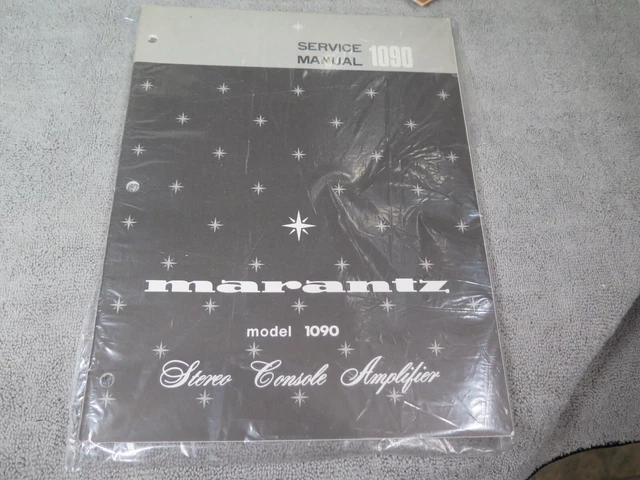 SERVICE
MANUAL 1090
marantz
model 1090
Stereo Console Amplifier